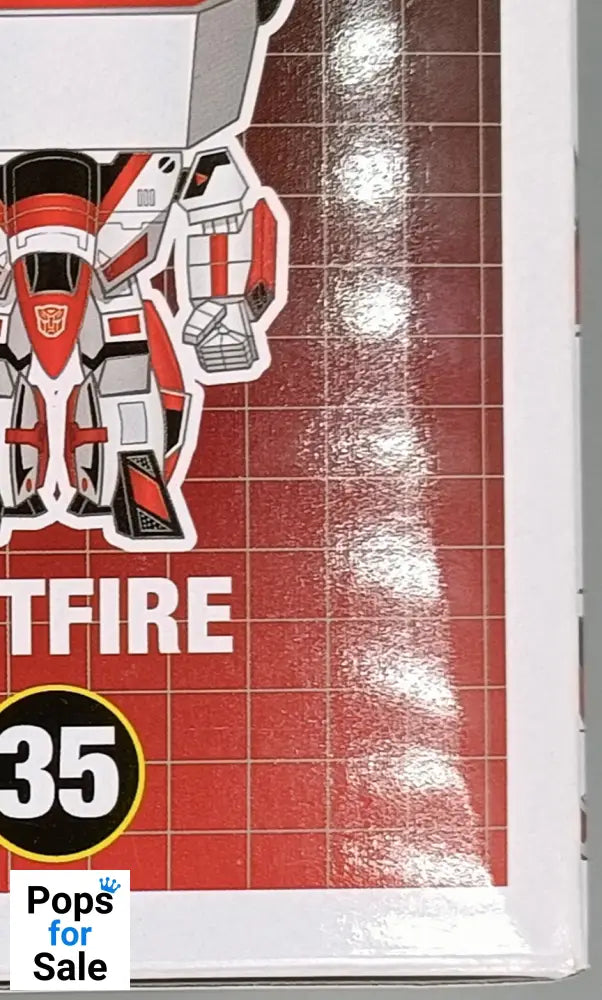 TFIRE
35
Pops
for
Sale